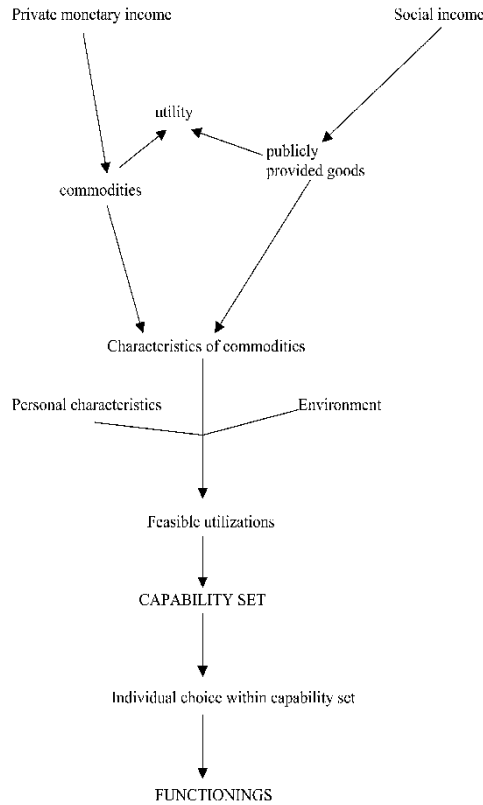 Private monetary income
Social income
utility
publicly
provided goods
commodities
Characteristics of commodities
Personal characteristics
Environment
Feasible utilizations
CAPABILITY SET
Individual choice within capability set
FUNCTIONINGS